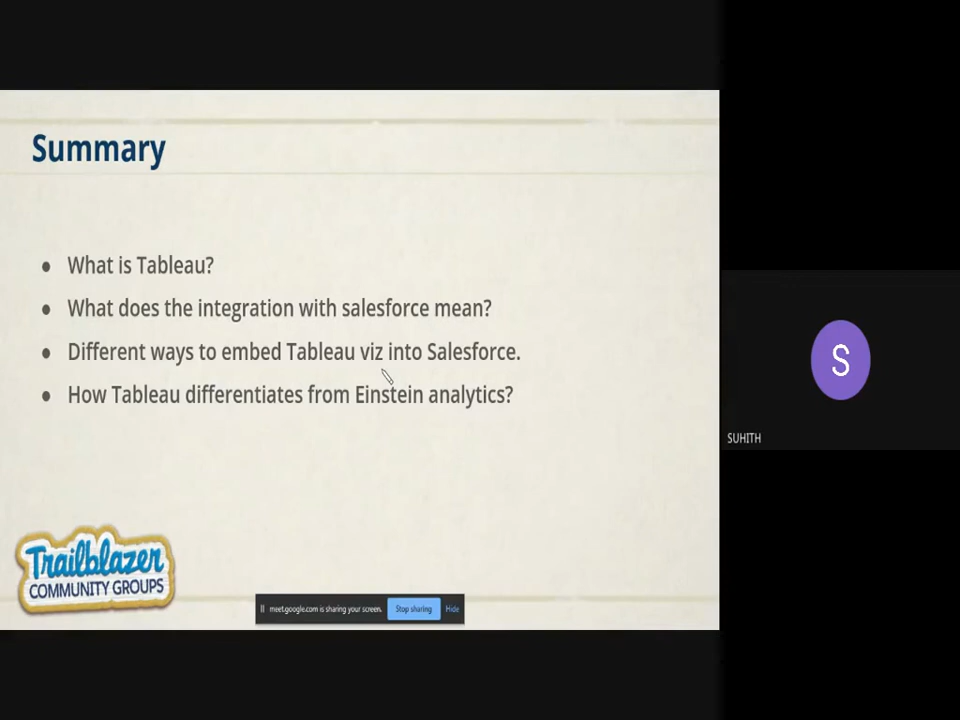 Summary
● What is Tableau?
● What does the integration with salesforce mean?
● Different ways to embed Tableau viz into Salesforce.
● How Tableau differentiates from Einstein analytics?
Trailblazer
COMMUNITY GROUPS
meet.google.com is sharing your screen. Stop sharing Hide
S
SUHITH